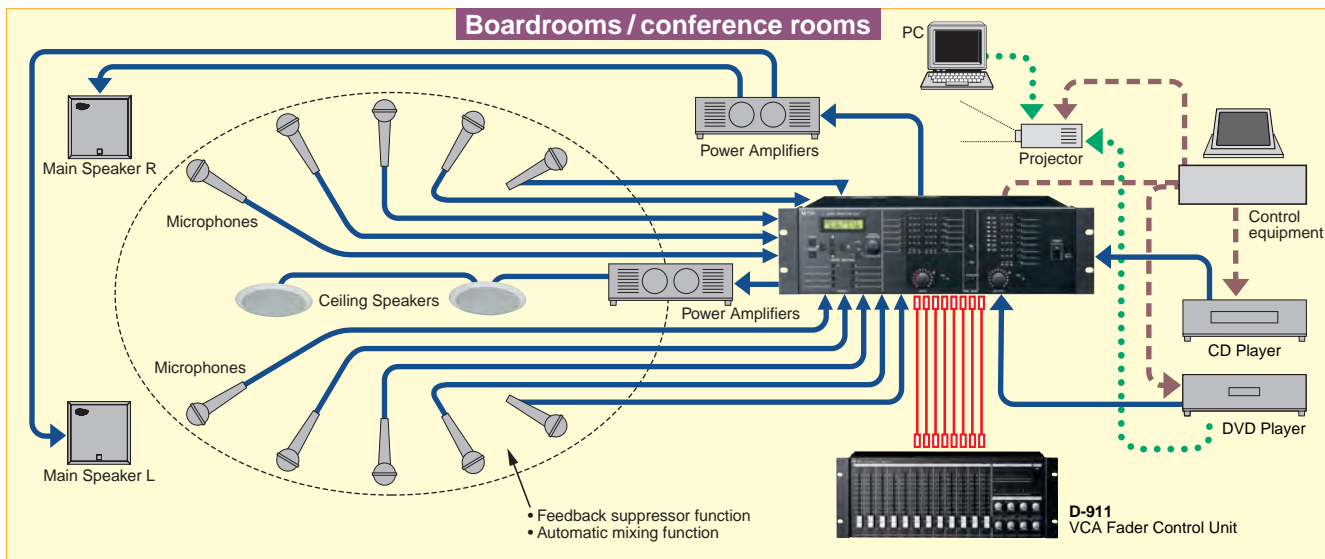 Boardrooms / conference rooms
PC
Main Speaker R
Power Amplifiers
Projector
Microphones
Control
equipment
Ceiling Speakers
Power Amplifiers
CD Player
Microphones
DVD Player
Main Speaker L
• Feedback suppressor function
• Automatic mixing function
D-911
VCA Fader Control Unit